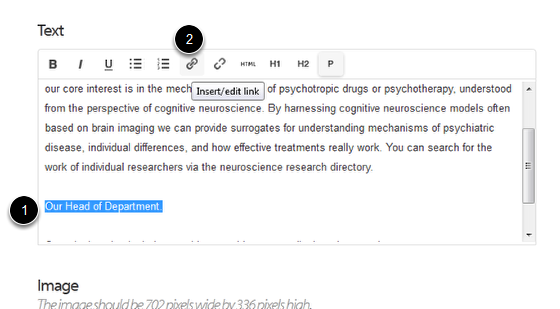 Text
2
B I U HTML H1 H2 P
Insert/edit link
our core interest is in the mech of psychotropic drugs or psychotherapy, understood
from the perspective of cognitive neuroscience. By harnessing cognitive neuroscience models often
based on brain imaging we can provide surrogates for understanding mechanisms of psychiatric
disease, individual differences, and how effective treatments really work. You can search for the
work of individual researchers via the neuroscience research directory.
1
Our Head of Department.
Image
The image should be 702 pixels wide by 336 pixels high.